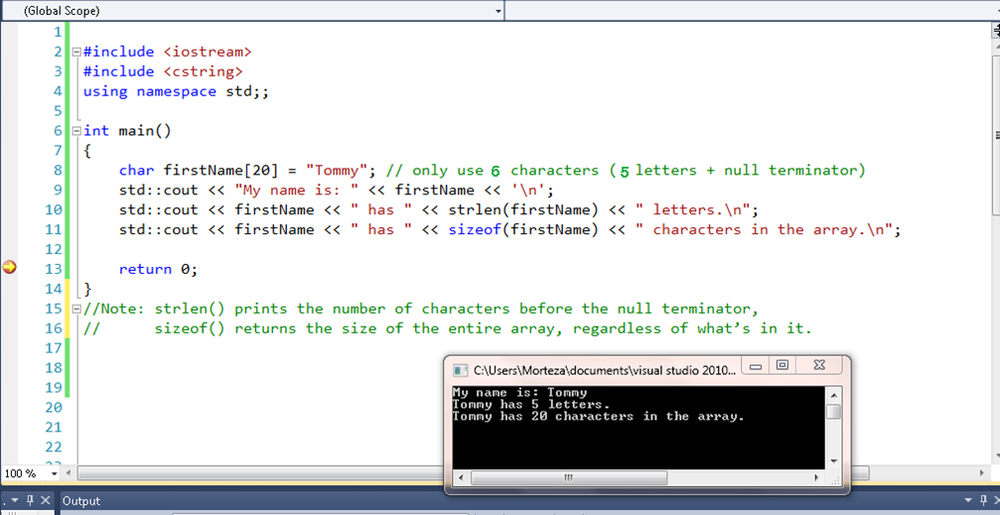 (Global Scope)
1
2 #include <iostream>
3 #include <cstring>
4 using namespace std;;
5
6 int main()
7 {
8 char firstName[20] = "Tommy"; // only use 6 characters (5 letters + null terminator)
9 std::cout << "My name is: " << firstName << '\n';
10 std::cout << firstName << " has " << strlen(firstName) << " letters.\n";
11 std::cout << firstName << " has " << sizeof(firstName) << " characters in the array.\n";
12
13 return 0;
14 }
15 //Note: strlen() prints the number of characters before the null terminator,
16 // sizeof() returns the size of the entire array, regardless of what’s in it.
17
18
19
20
21
22
C:\Users\Morteza\documents\visual studio 2010...
My name is: Tommy
Tommy has 5 letters.
Tommy has 20 characters in the array.
100 %
Output